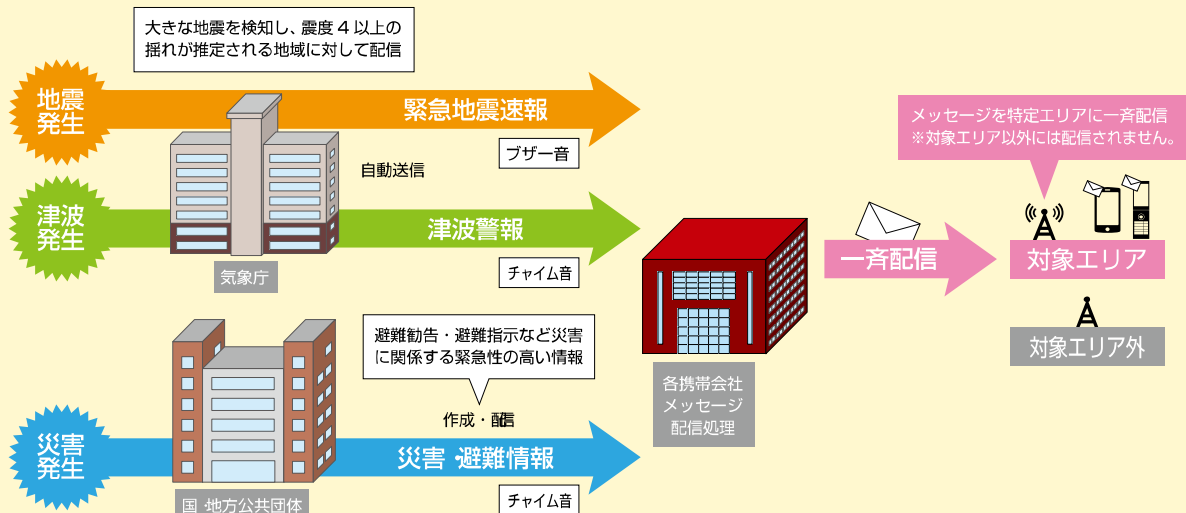 大きな地震を検知し、震度4以上の
揺れが推定される地域に対して配信
地震
発生
緊急地震速報
ブザー音
自動送信
津波
発生
津波警報
チャイム音
気象庁
避難勧告・避難指示など災害
に関係する緊急性の高い情報
作成・配信
災害
発生
災害・避難情報
チャイム音
国・地方公共団体
各携帯会社
メッセージ
配信処理
一斉配信
メッセージを特定エリアに一斉配信
※対象エリア以外には配信されません。
対象エリア
対象エリア外